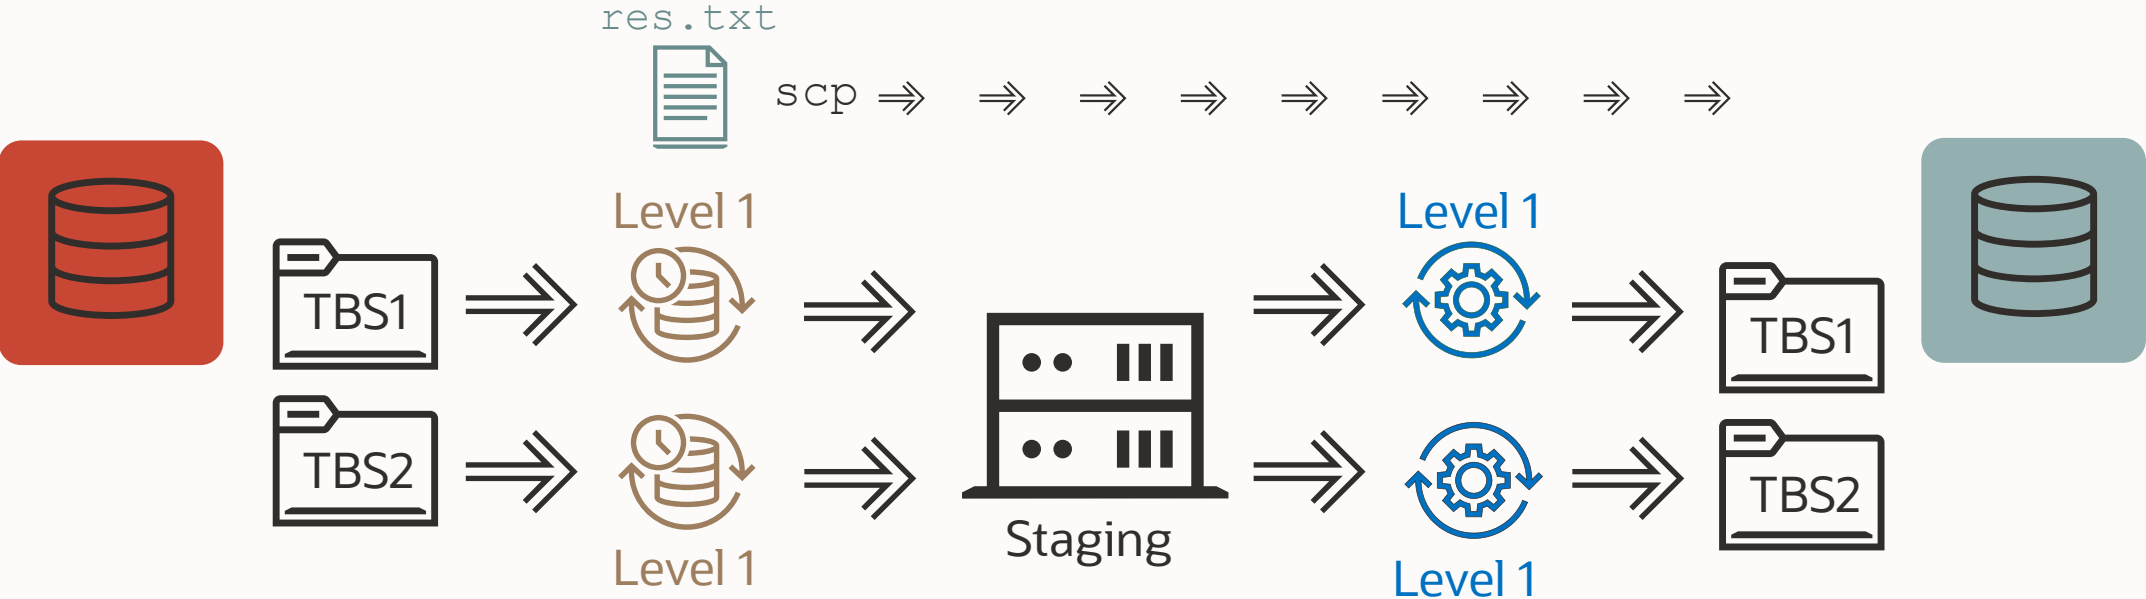 res.txt
scp
Level 1
Level 1
TBS1
TBS1
TBS2
TBS2
Staging
Level 1
Level 1